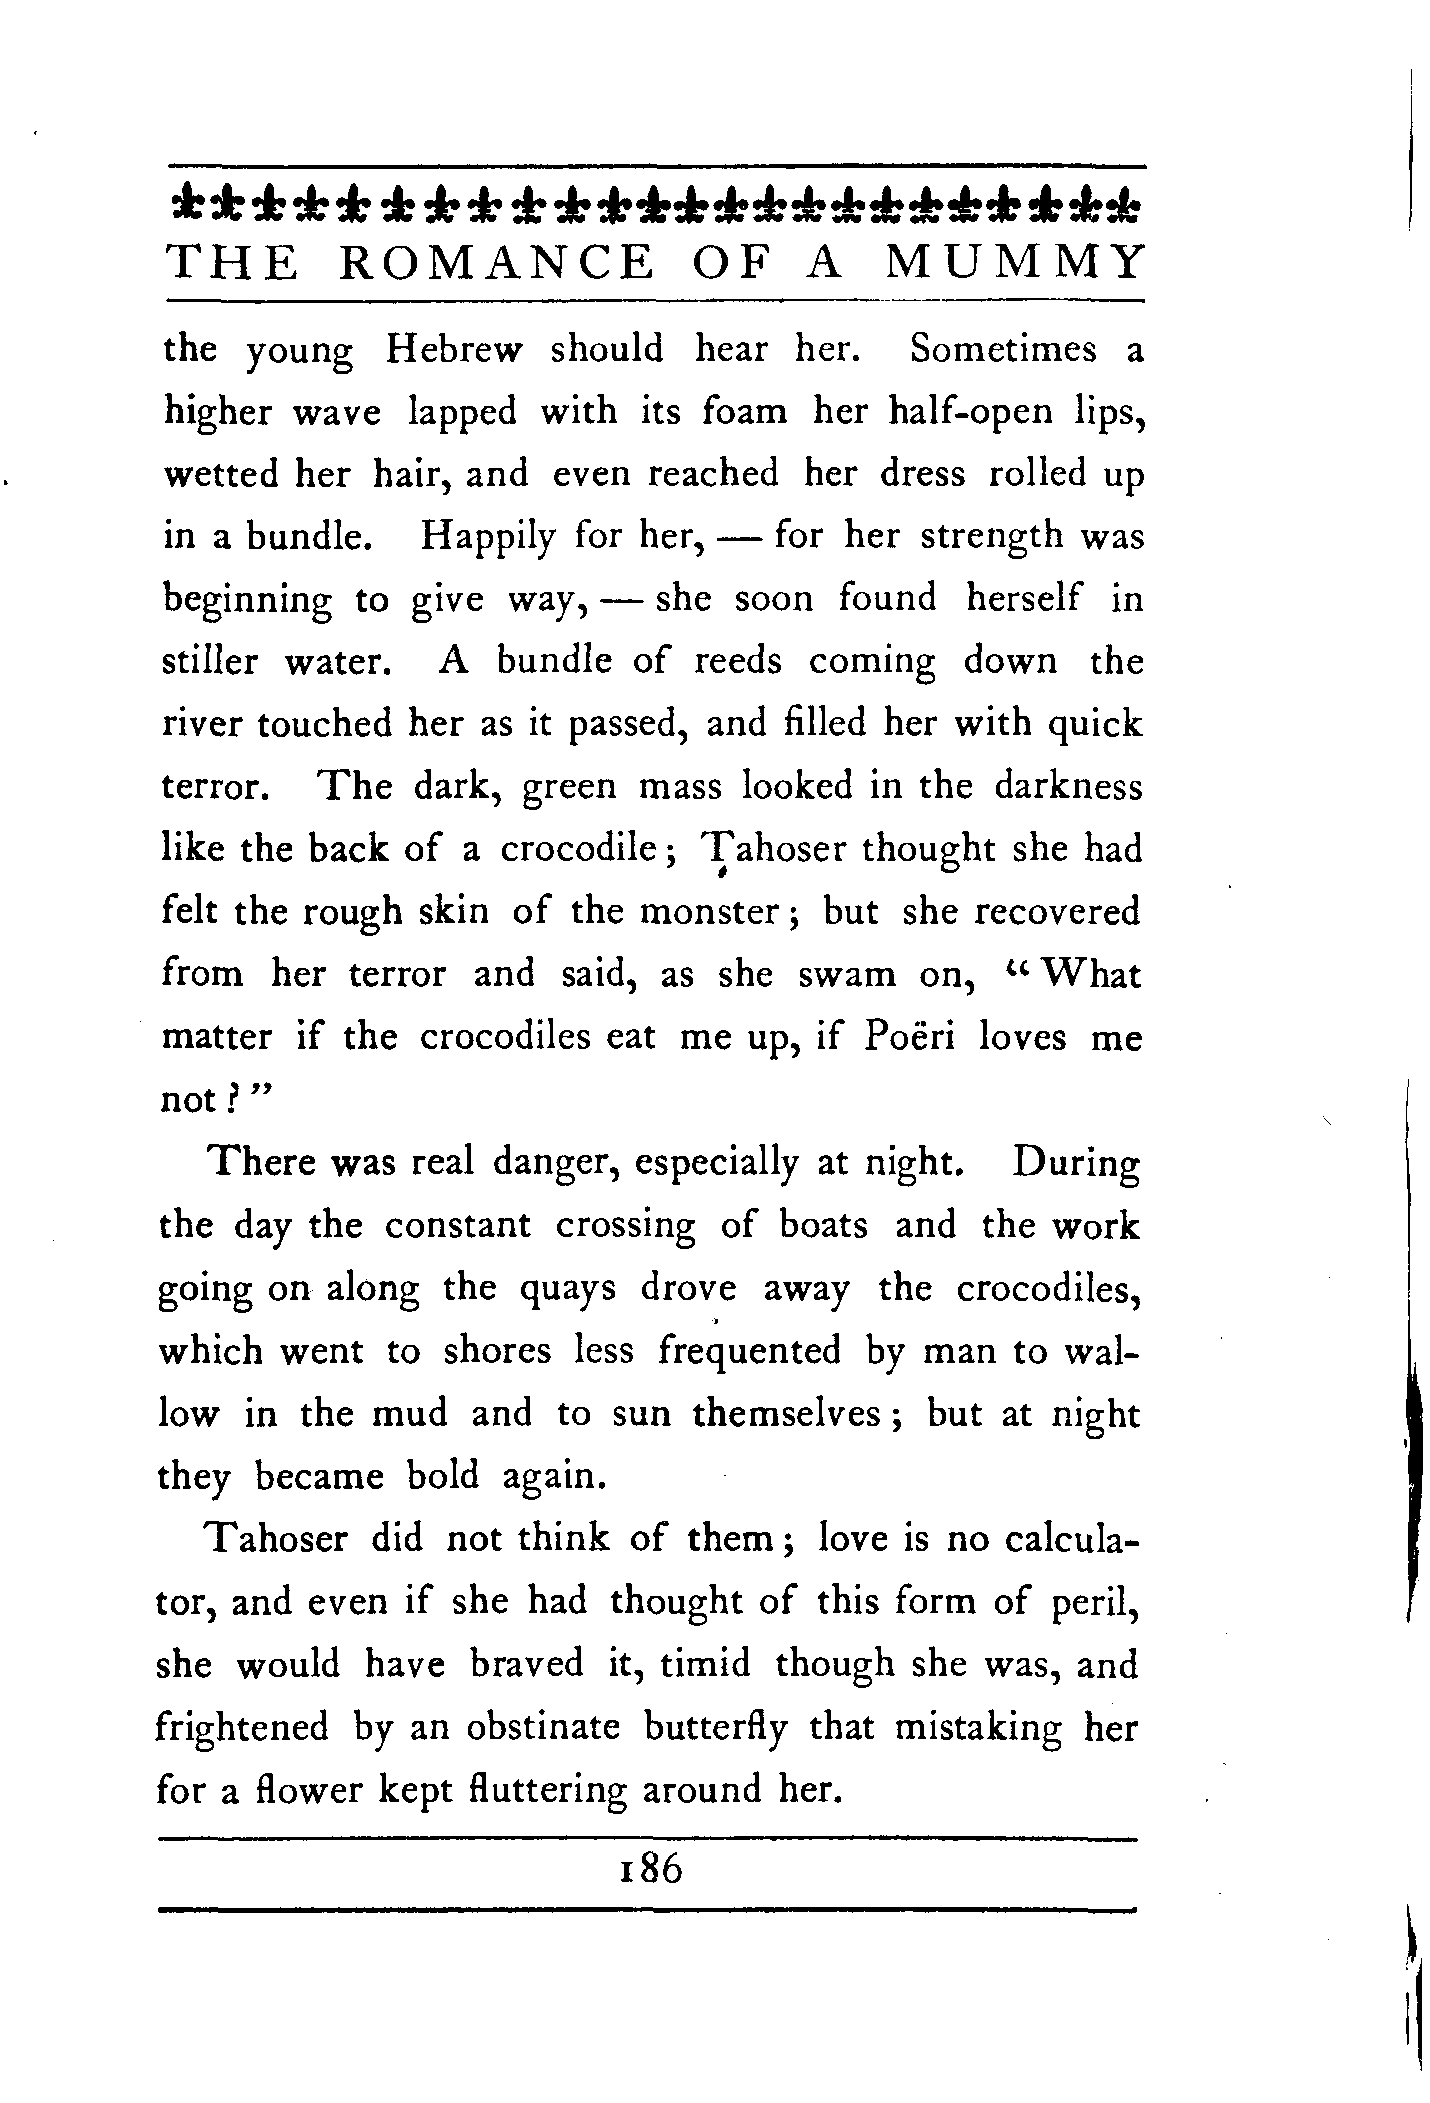 THE ROMANCE OF A MUMMY
the young Hebrew should hear her. Sometimes a
higher wave lapped with its foam her half-open lips,
wetted her hair, and even reached her dress rolled up
in a bundle. Happily for her, — for her strength was
beginning to give way, — she soon found herself in
stiller water. A bundle of reeds coming down the
river touched her as it passed, and filled her with quick
terror. The dark, green mass looked in the darkness
like the back of a crocodile; Tahoser thought she had
felt the rough skin of the monster; but she recovered
from her terror and said, as she swam on, “What
matter if the crocodiles eat me up, if Poëri loves me
not?”
There was real danger, especially at night. During
the day the constant crossing of boats and the work
going on along the quays drove away the crocodiles,
which went to shores less frequented by man to wal-
low in the mud and to sun themselves; but at night
they became bold again.
Tahoser did not think of them; love is no calcula-
tor, and even if she had thought of this form of peril,
she would have braved it, timid though she was, and
frightened by an obstinate butterfly that mistaking her
for a flower kept fluttering around her.
186